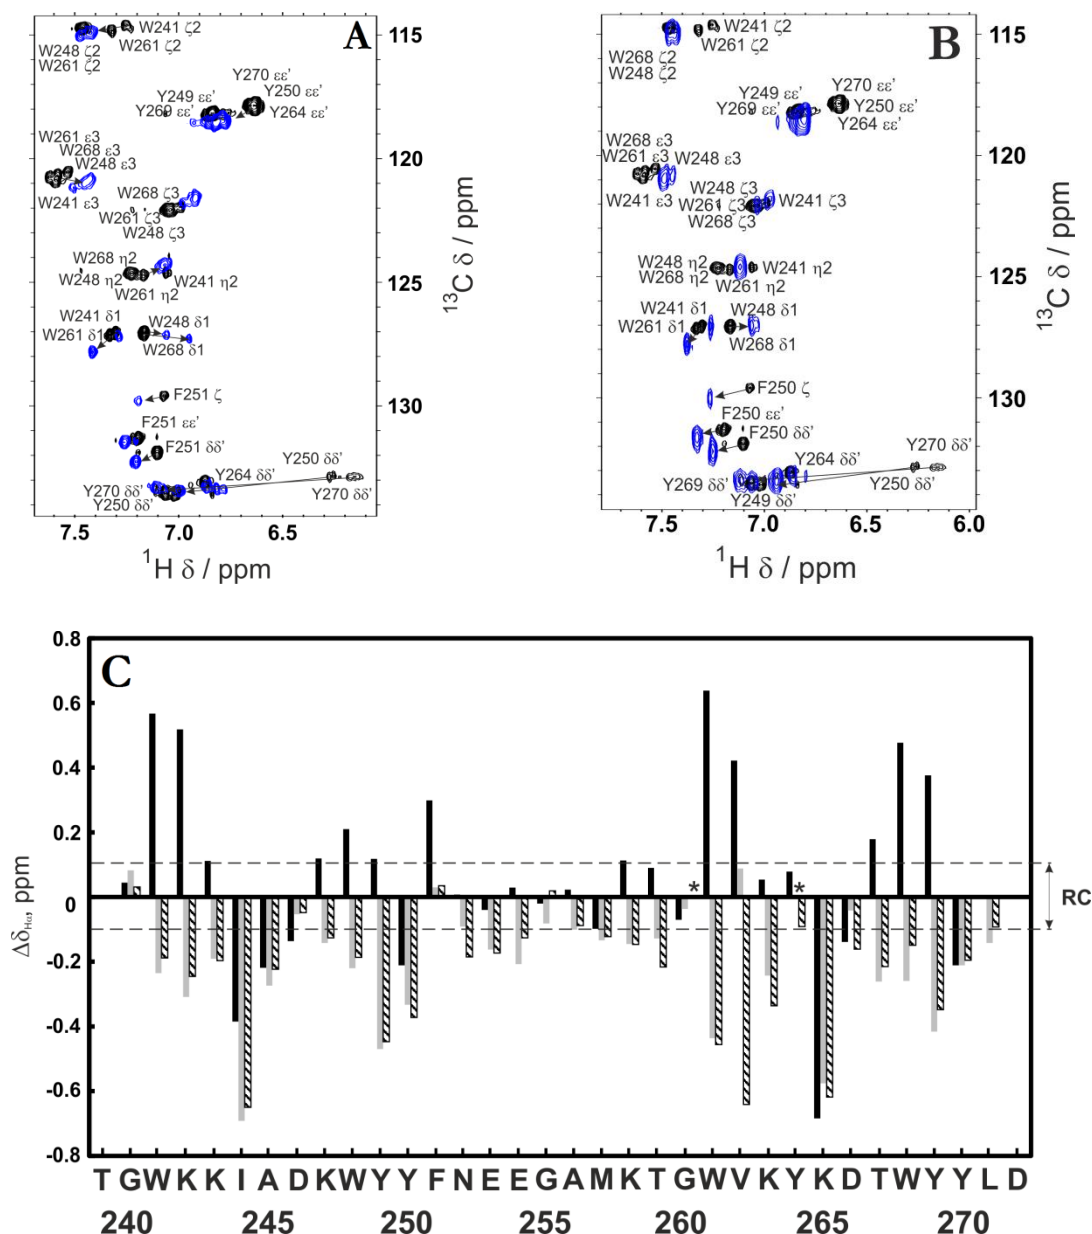 A
W241 ζ2
W261 ζ2
W248 ζ2
W261 ζ2
Y270 εε'
Y249 εε'
Y250 εε'
Y269 εε'
Y264 εε'
W261 ε3
W268 ε3
W248 ε3
W241 ε3
W268 ζ3
W261 ζ3
W248 ζ3
W268 η2
W248 η2
W241 η2
W261 η2
W241 δ1
W248 δ1
W261 δ1
W268 δ1
F251 ζ
F251 εε'
F251 δδ'
Y250 δδ'
Y264 δδ'
Y270 δδ'
Y270 δδ'
Y250 δδ'
115
120
125
130
13C δ / ppm
7.5 7.0 6.5
1H δ / ppm
B
W241 ζ2
W261 ζ2
W268 ζ2
W248 ζ2
Y249 εε'
Y270 εε'
Y269 εε'
Y250 εε'
Y264 εε'
W268 ε3
W261 ε3
W248 ε3
W241 ε3
W248 ζ3
W261 ζ3
W241 ζ3
W268 ζ3
W248 η2
W241 η2
W268 η2
W261 η2
W241 δ1
W248 δ1
W261 δ1
W268 δ1
F250 ζ
F250 εε'
F250 δδ'
Y270 δδ'
Y264 δδ'
Y250 δδ'
Y269 δδ'
Y249 δδ'
115
120
125
130
13C δ / ppm
7.5 7.0 6.5 6.0
1H δ / ppm
C
0.8
0.6
0.4
0.2
0
-0.2
-0.4
-0.6
-0.8
ΔδHα, ppm
* *
RC
T G W K K I A D K W Y Y F N E E G A M K T G W V K Y K D T W Y Y L D
240 245 250 255 260 265 270